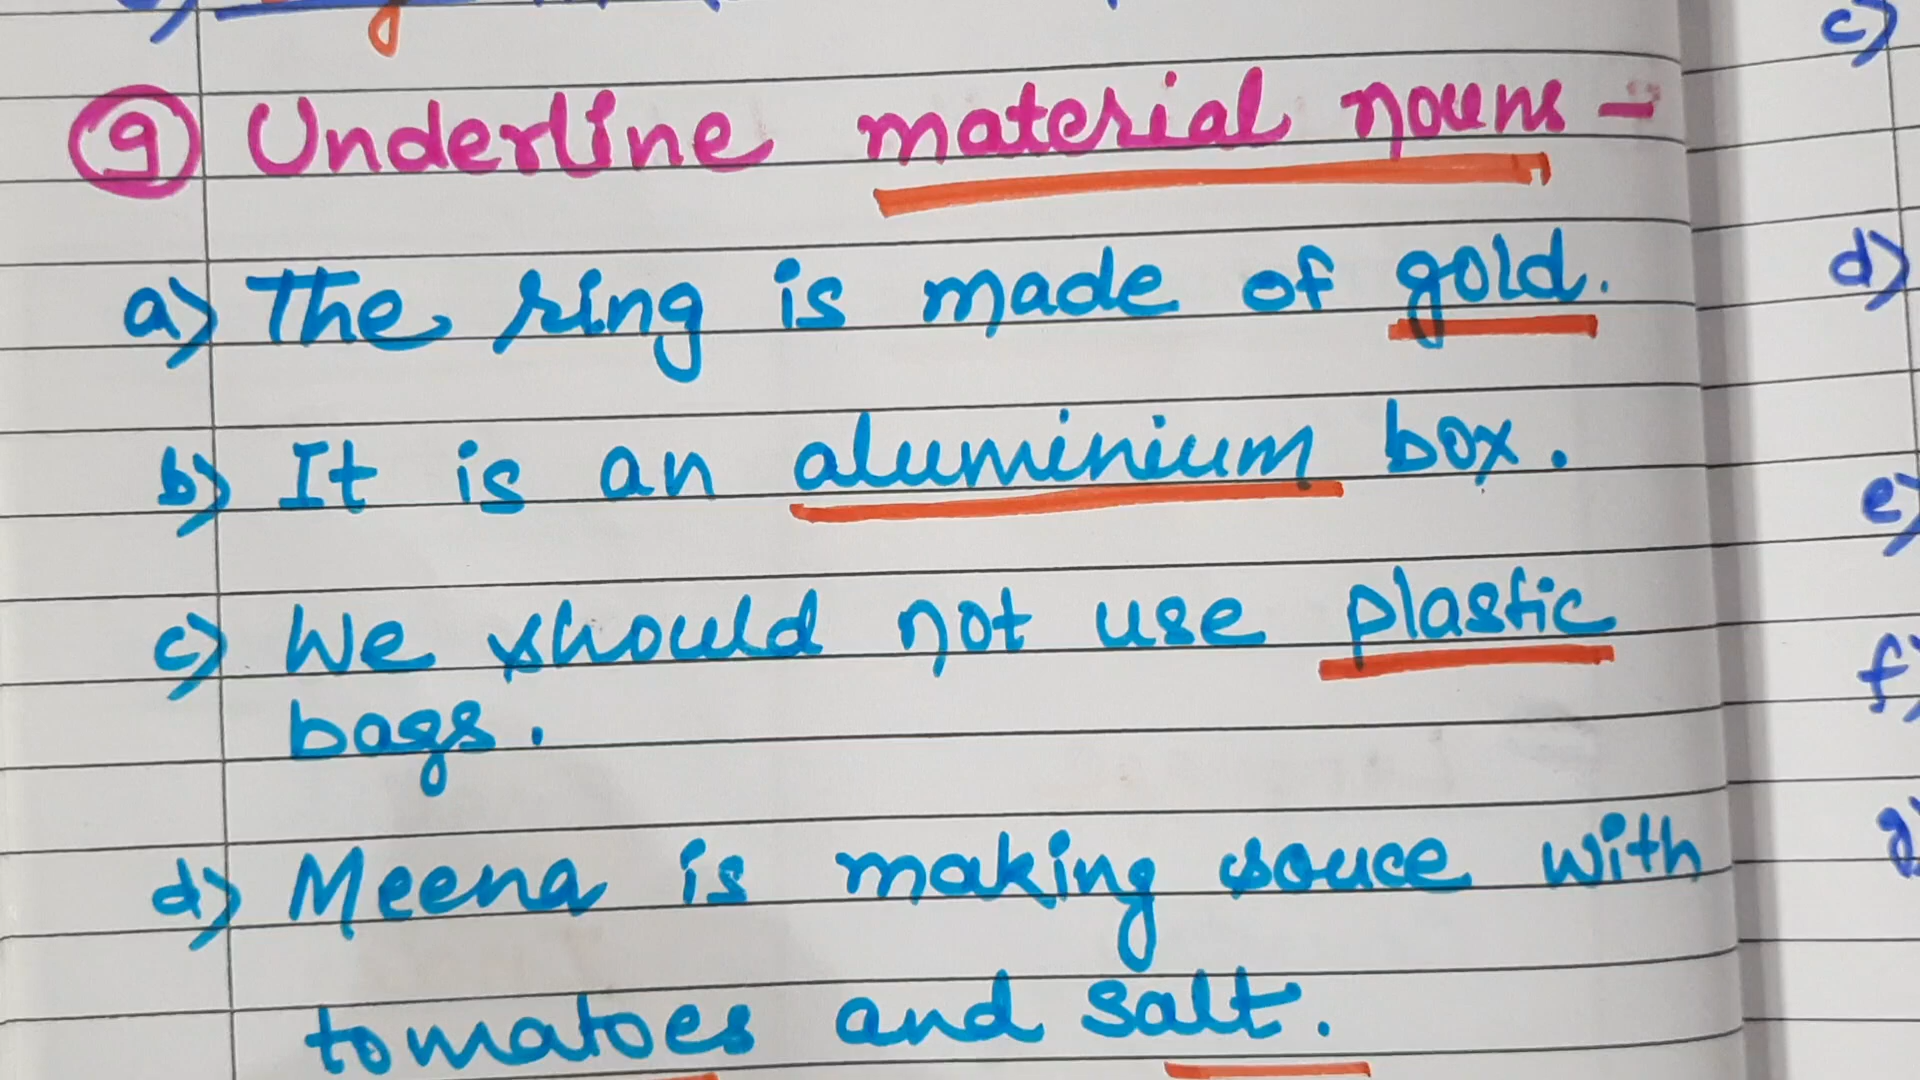 9 Underline material nouns -
a) The ring is made of gold.
b) It is an aluminium box.
c) We should not use plastic
bags.
d) Meena is making souce with
tomatoes and salt.
c)
d)
e)
f)
g)